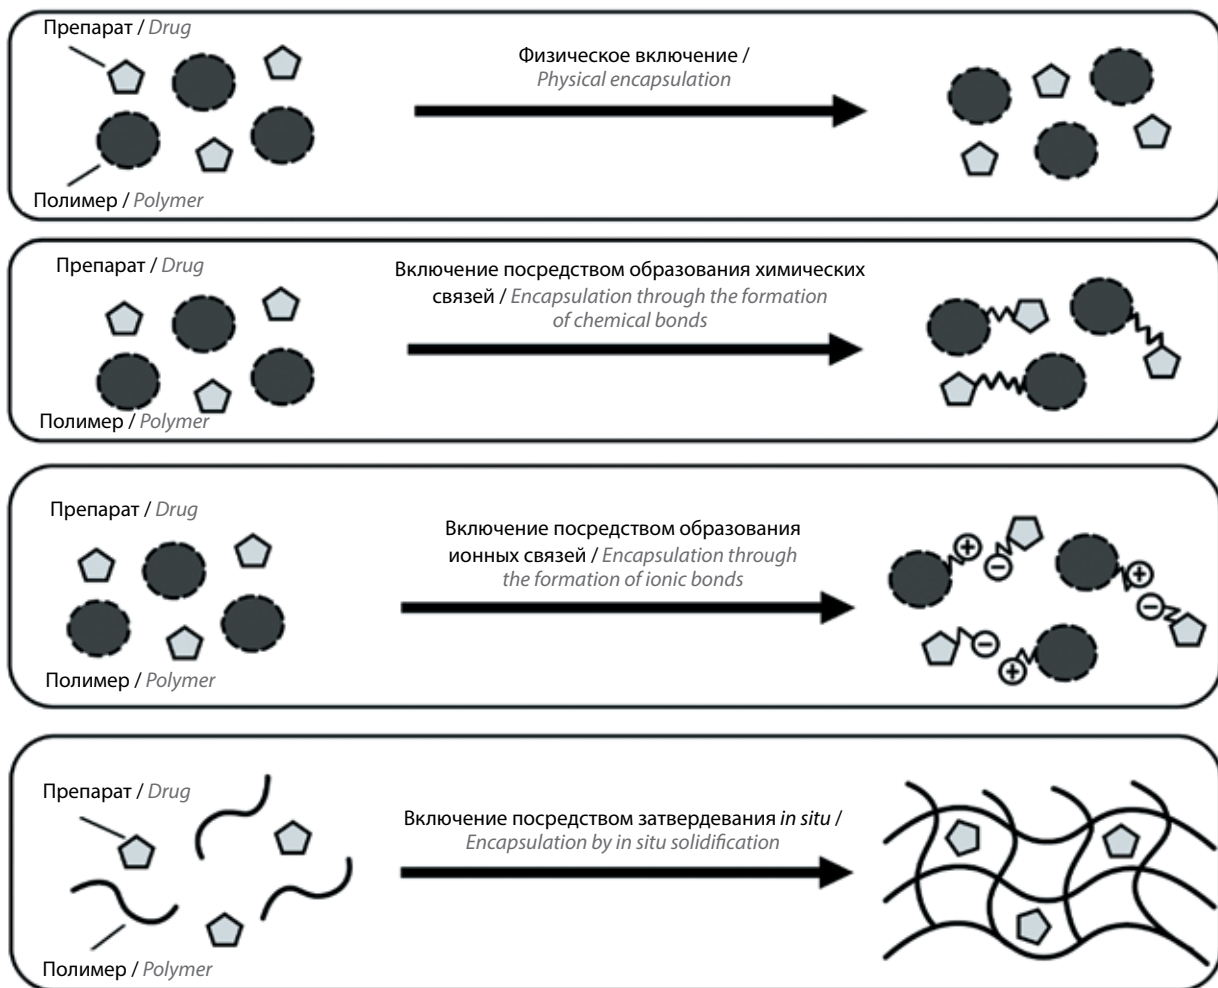 Препарат / Drug
Физическое включение /
Physical encapsulation
Полимер / Polymer
Препарат / Drug
Включение посредством образования химических
связей / Encapsulation through the formation
of chemical bonds
Полимер / Polymer
Препарат / Drug
Включение посредством образования
ионных связей / Encapsulation through
the formation of ionic bonds
Полимер / Polymer
Препарат / Drug
Включение посредством затвердевания in situ /
Encapsulation by in situ solidification
Полимер / Polymer